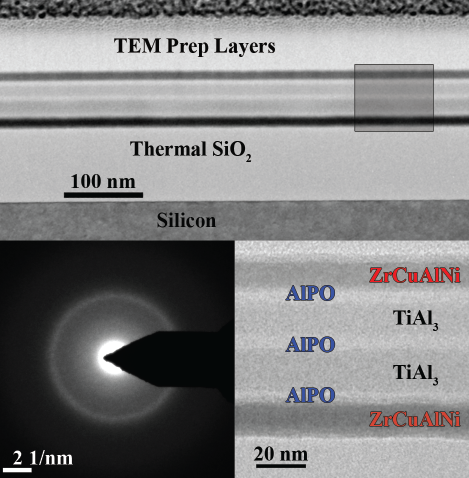 TEM Prep Layers
Thermal SiO₂
100 nm
Silicon
2 1/nm
ZrCuAlNi
AlPO
TiAl₃
AlPO
TiAl₃
AlPO
ZrCuAlNi
20 nm